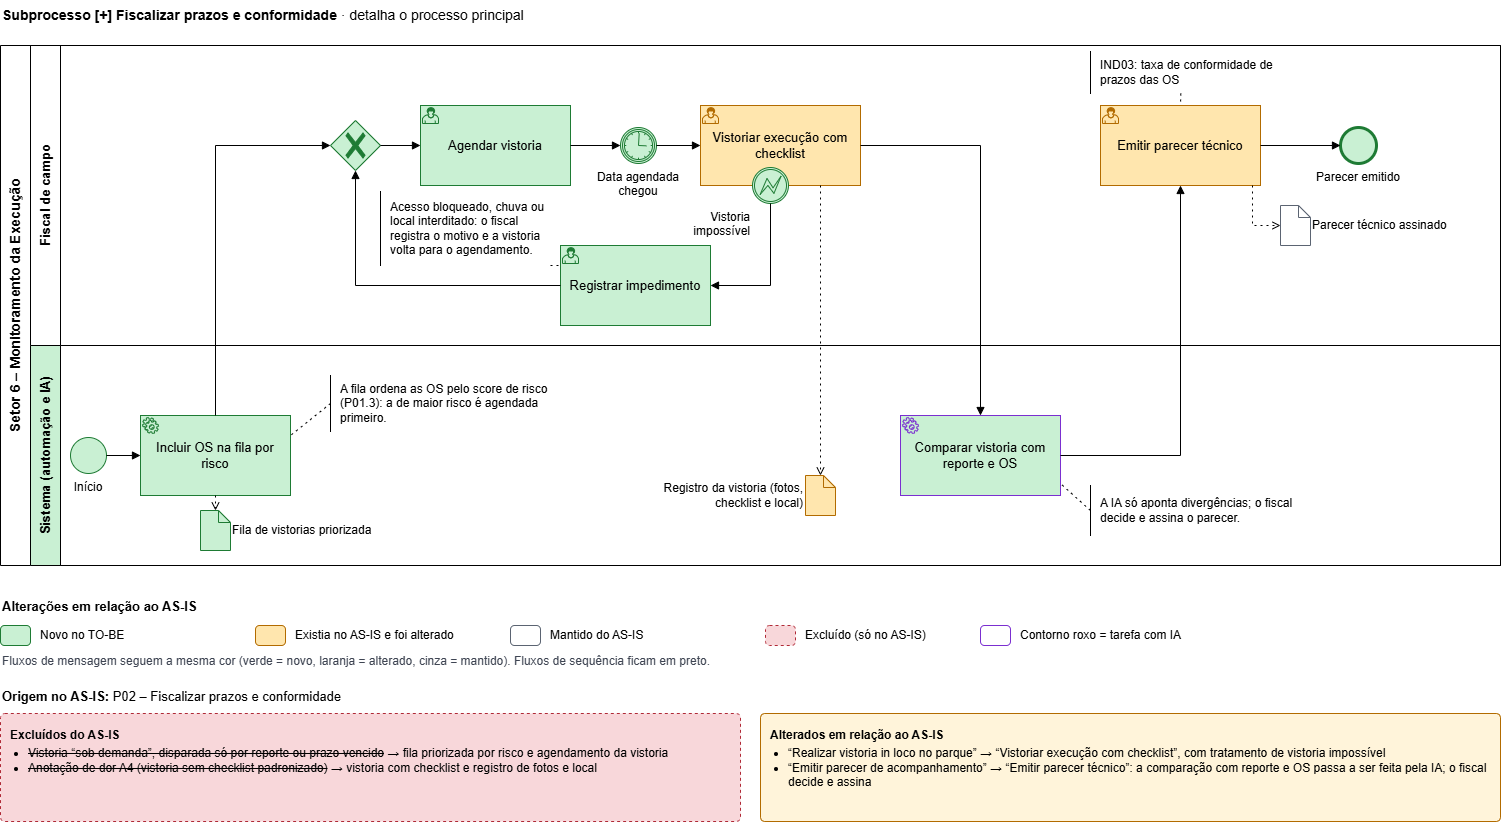 Subprocesso [+] Fiscalizar prazos e conformidade · detalha o processo principal
Setor 6 – Monitoramento da Execução
Fiscal de campo
IND03: taxa de conformidade de
prazos das OS
Agendar vistoria
Data agendada
chegou
Vistoriar execução com
checklist
Emitir parecer técnico
Parecer emitido
Acesso bloqueado, chuva ou
local interditado: o fiscal
registra o motivo e a vistoria
volta para o agendamento.
Vistoria
impossível
Parecer técnico assinado
Registrar impedimento
Sistema (automação e IA)
A fila ordena as OS pelo score de risco
(P01.3): a de maior risco é agendada
primeiro.
Início
Incluir OS na fila por
risco
Fila de vistorias priorizada
Registro da vistoria (fotos,
checklist e local)
Comparar vistoria com
reporte e OS
A IA só aponta divergências; o fiscal
decide e assina o parecer.
Alterações em relação ao AS-IS
Novo no TO-BE
Existia no AS-IS e foi alterado
Mantido do AS-IS
Excluído (só no AS-IS)
Contorno roxo = tarefa com IA
Fluxos de mensagem seguem a mesma cor (verde = novo, laranja = alterado, cinza = mantido). Fluxos de sequência ficam em preto.
Origem no AS-IS: P02 – Fiscalizar prazos e conformidade
Excluídos do AS-IS
• Vistoria “sob demanda”, disparada só por reporte ou prazo vencido → fila priorizada por risco e agendamento da vistoria
• Anotação de dor A4 (vistoria sem checklist padronizado) → vistoria com checklist e registro de fotos e local
Alterados em relação ao AS-IS
• “Realizar vistoria in loco no parque” → “Vistoriar execução com checklist”, com tratamento de vistoria impossível
• “Emitir parecer de acompanhamento” → “Emitir parecer técnico”: a comparação com reporte e OS passa a ser feita pela IA; o fiscal
decide e assina